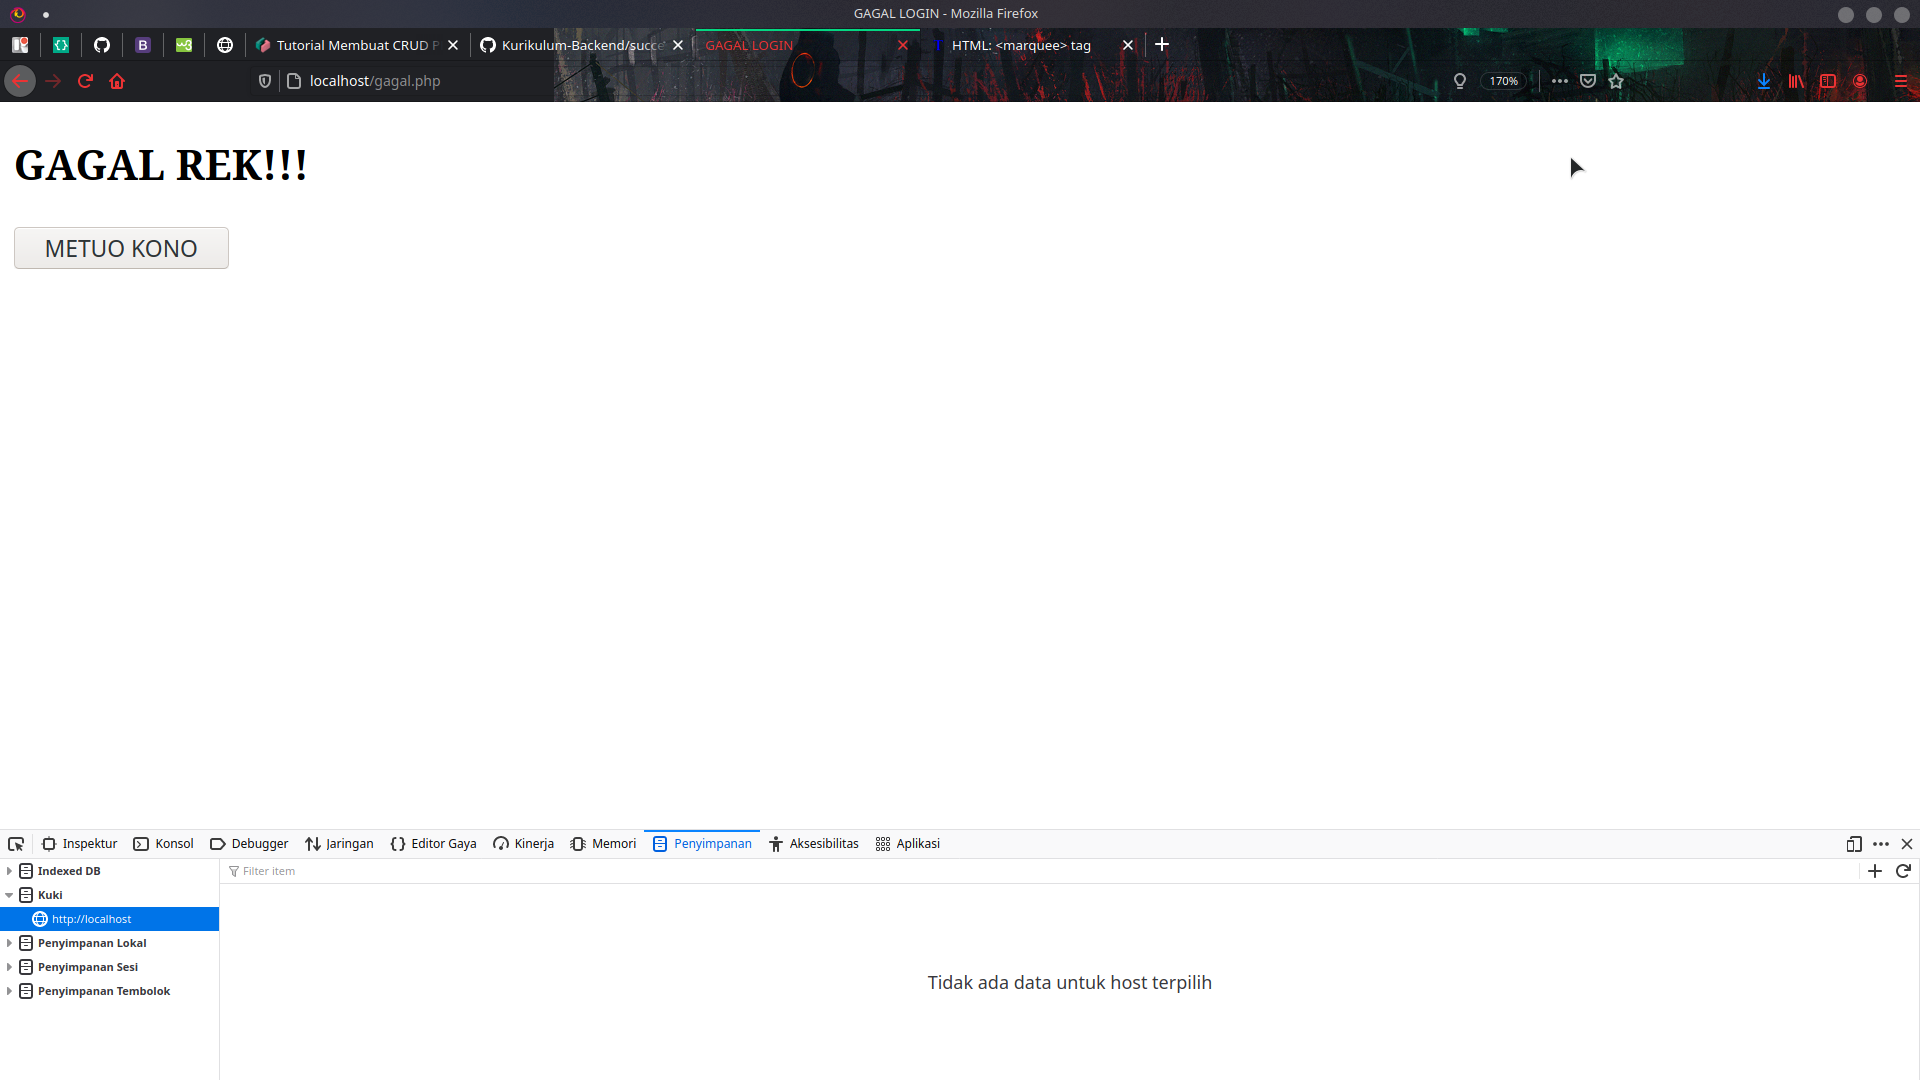 GAGAL LOGIN - Mozilla Firefox
Tutorial Membuat CRUD P
Kurikulum-Backend/succe
GAGAL LOGIN
HTML: <marquee> tag
localhost/gagal.php
170%
GAGAL REK!!!
METUO KONO
Inspektur
Konsol
Debugger
Jaringan
Editor Gaya
Kinerja
Memori
Penyimpanan
Aksesibilitas
Aplikasi
Indexed DB
Filter item
Kuki
http://localhost
Penyimpanan Lokal
Penyimpanan Sesi
Penyimpanan Tembolok
Tidak ada data untuk host terpilih